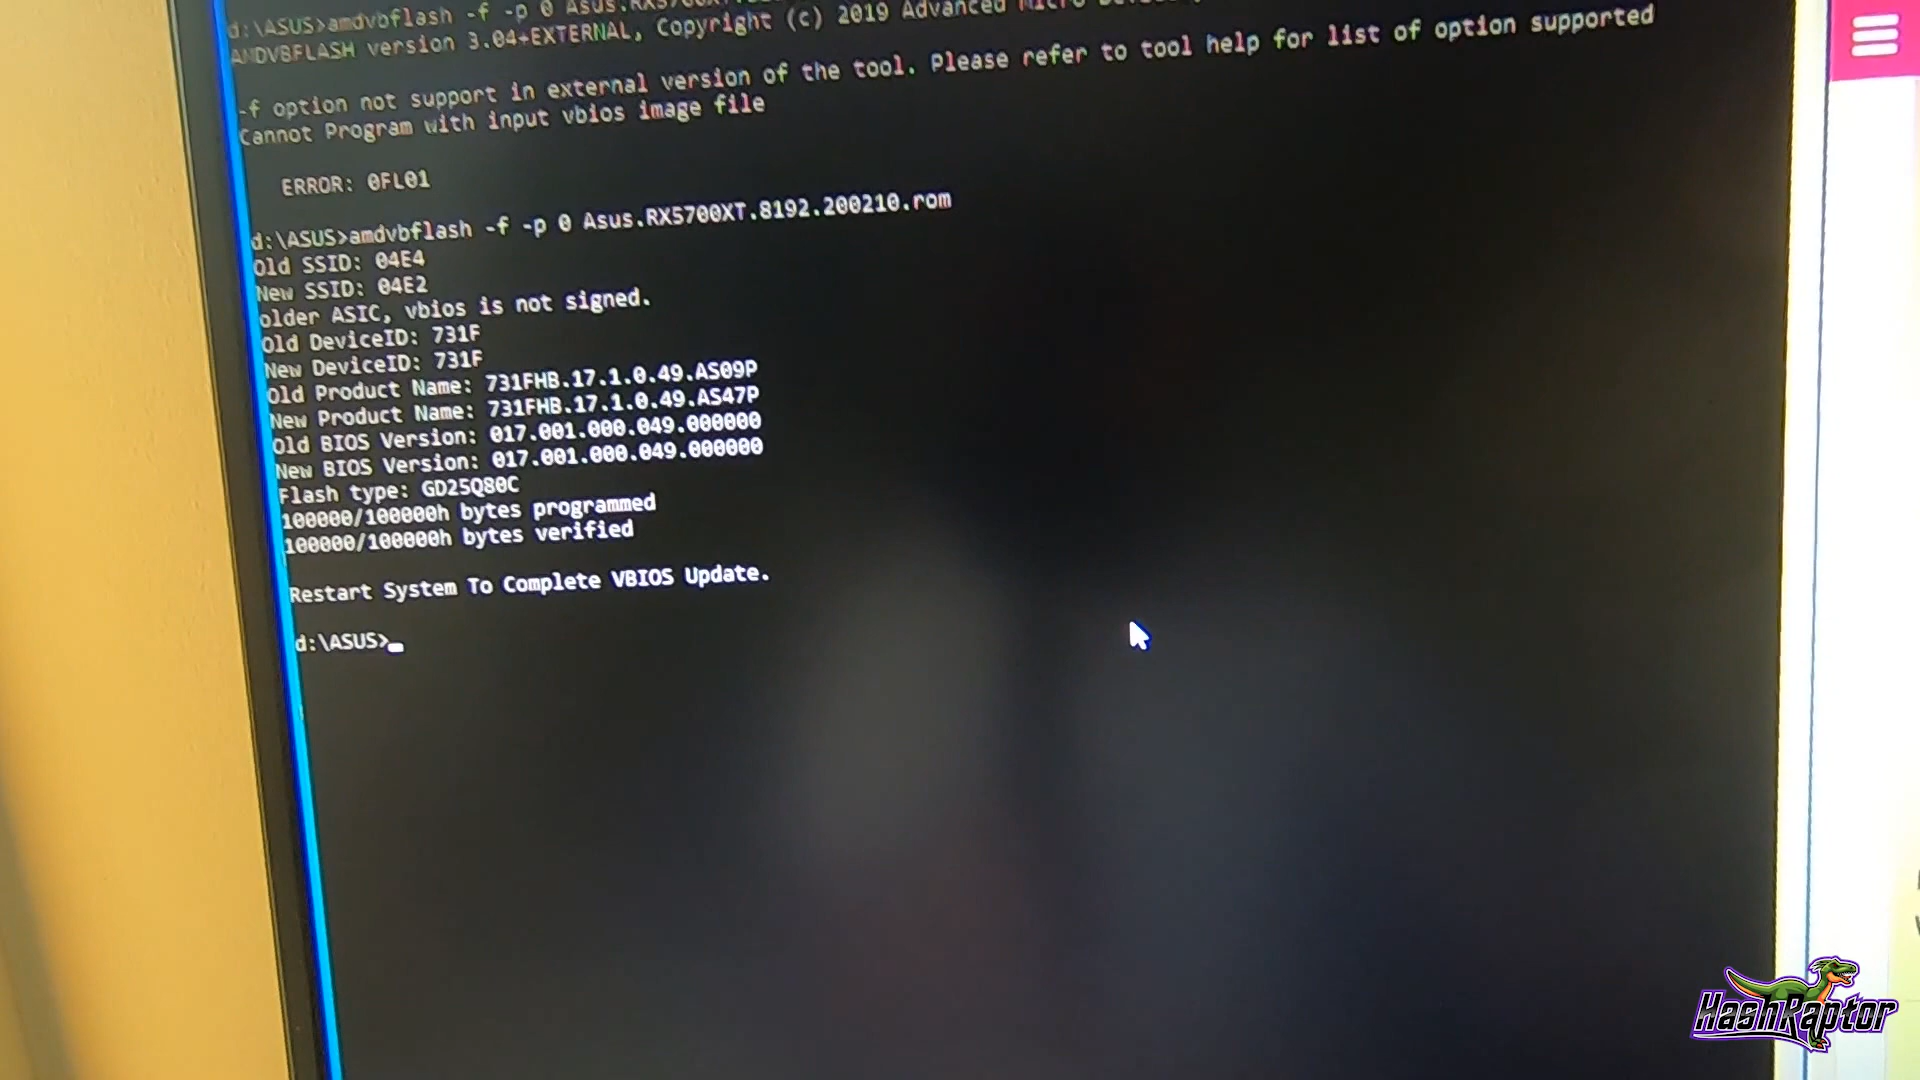 d:\ASUS>amdvbflash -f -p 0 Asus.RX5700X
AMDVBFLASH version 3.04+EXTERNAL, Copyright (c) 2019 Advanced Micro
-f option not support in external version of the tool. Please refer to tool help for list of option supported
Cannot Program with input vbios image file
ERROR: 0FL01
d:\ASUS>amdvbflash -f -p 0 Asus.RX5700XT.8192.200210.rom
Old SSID: 04E4
New SSID: 04E2
older ASIC, vbios is not signed.
Old DeviceID: 731F
New DeviceID: 731F
Old Product Name: 731FHB.17.1.0.49.AS09P
New Product Name: 731FHB.17.1.0.49.AS47P
Old BIOS Version: 017.001.000.049.000000
New BIOS Version: 017.001.000.049.000000
Flash type: GD25Q80C
100000/100000h bytes programmed
100000/100000h bytes verified
Restart System To Complete VBIOS Update.
d:\ASUS>
HashRaptor